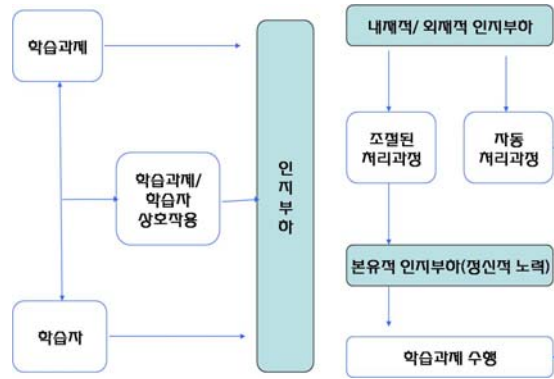 학습과제
학습과제/
학습자
상호작용
학습자
인
지
부
하
내재적/ 외재적 인지부하
조절된
처리과정
자동
처리과정
본유적 인지부하(정신적 노력)
학습과제 수행